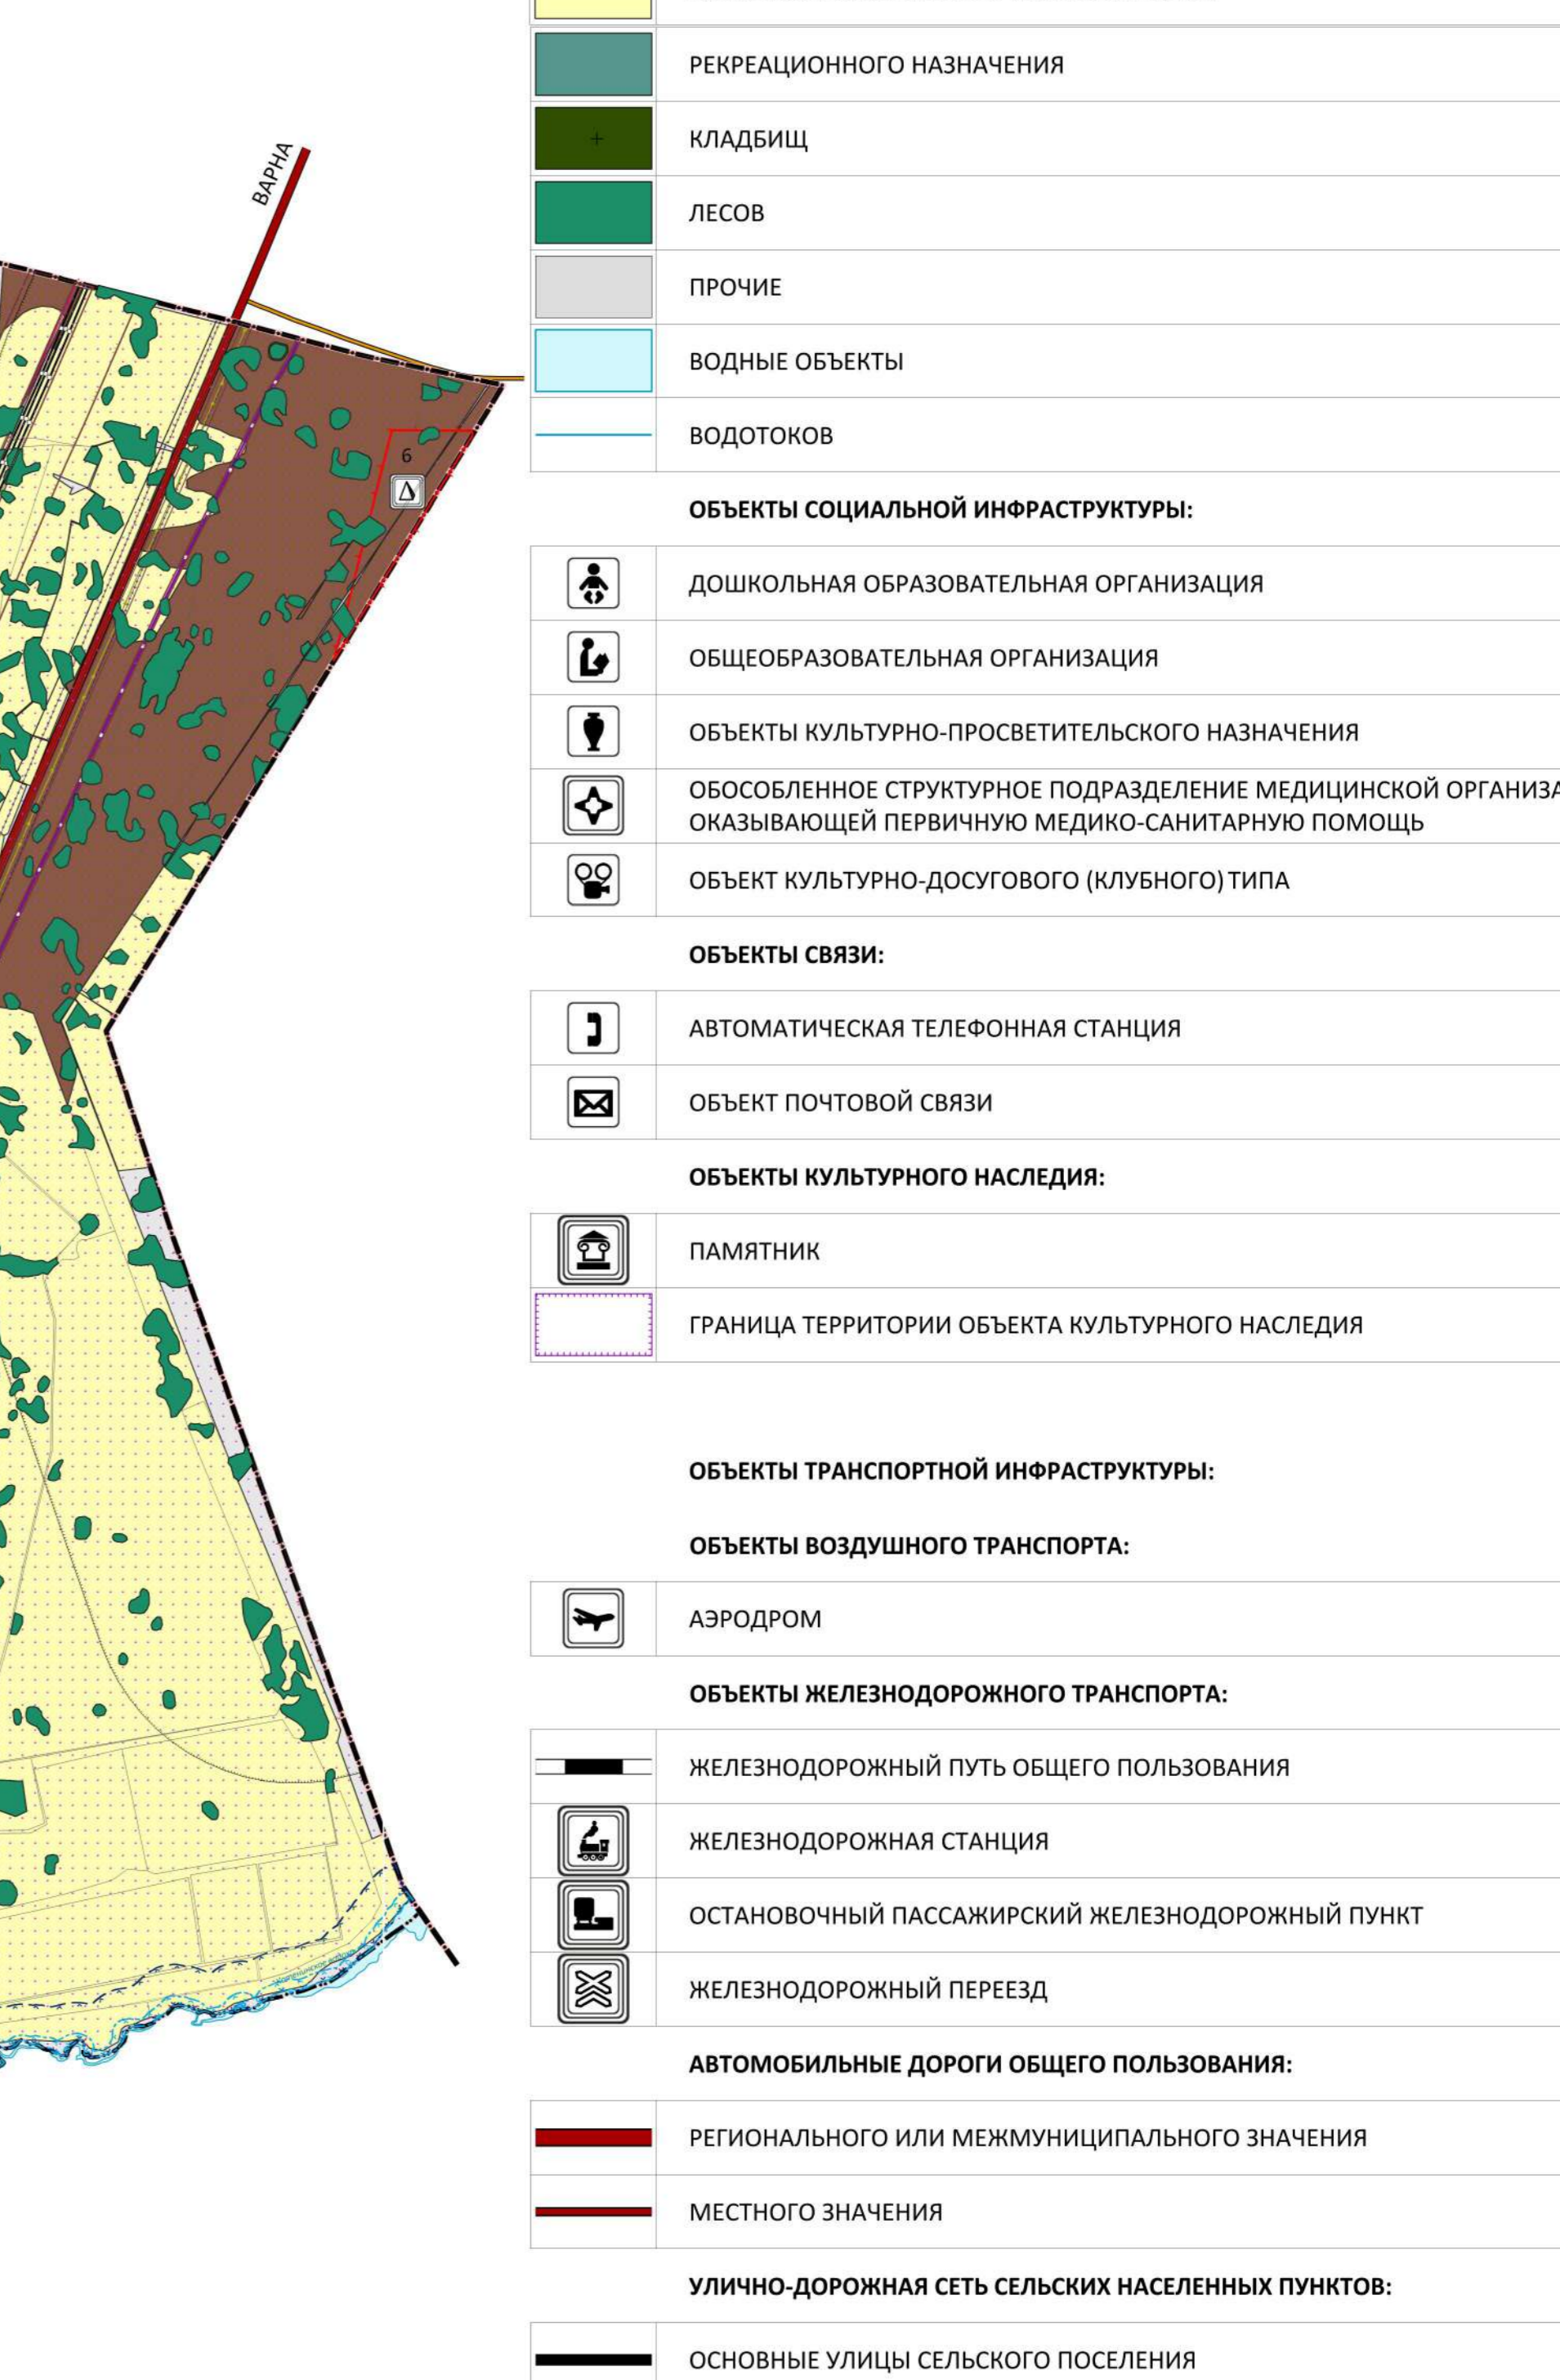 ВАРНА
6
РЕКРЕАЦИОННОГО НАЗНАЧЕНИЯ
КЛАДБИЩ
ЛЕСОВ
ПРОЧИЕ
ВОДНЫЕ ОБЪЕКТЫ
ВОДОТОКОВ
ОБЪЕКТЫ СОЦИАЛЬНОЙ ИНФРАСТРУКТУРЫ:
ДОШКОЛЬНАЯ ОБРАЗОВАТЕЛЬНАЯ ОРГАНИЗАЦИЯ
ОБЩЕОБРАЗОВАТЕЛЬНАЯ ОРГАНИЗАЦИЯ
ОБЪЕКТЫ КУЛЬТУРНО-ПРОСВЕТИТЕЛЬСКОГО НАЗНАЧЕНИЯ
ОБОСОБЛЕННОЕ СТРУКТУРНОЕ ПОДРАЗДЕЛЕНИЕ МЕДИЦИНСКОЙ ОРГАНИЗА
ОКАЗЫВАЮЩЕЙ ПЕРВИЧНУЮ МЕДИКО-САНИТАРНУЮ ПОМОЩЬ
ОБЪЕКТ КУЛЬТУРНО-ДОСУГОВОГО (КЛУБНОГО) ТИПА
ОБЪЕКТЫ СВЯЗИ:
АВТОМАТИЧЕСКАЯ ТЕЛЕФОННАЯ СТАНЦИЯ
ОБЪЕКТ ПОЧТОВОЙ СВЯЗИ
ОБЪЕКТЫ КУЛЬТУРНОГО НАСЛЕДИЯ:
ПАМЯТНИК
ГРАНИЦА ТЕРРИТОРИИ ОБЪЕКТА КУЛЬТУРНОГО НАСЛЕДИЯ
ОБЪЕКТЫ ТРАНСПОРТНОЙ ИНФРАСТРУКТУРЫ:
ОБЪЕКТЫ ВОЗДУШНОГО ТРАНСПОРТА:
АЭРОДРОМ
ОБЪЕКТЫ ЖЕЛЕЗНОДОРОЖНОГО ТРАНСПОРТА:
ЖЕЛЕЗНОДОРОЖНЫЙ ПУТЬ ОБЩЕГО ПОЛЬЗОВАНИЯ
ЖЕЛЕЗНОДОРОЖНАЯ СТАНЦИЯ
ОСТАНОВОЧНЫЙ ПАССАЖИРСКИЙ ЖЕЛЕЗНОДОРОЖНЫЙ ПУНКТ
ЖЕЛЕЗНОДОРОЖНЫЙ ПЕРЕЕЗД
АВТОМОБИЛЬНЫЕ ДОРОГИ ОБЩЕГО ПОЛЬЗОВАНИЯ:
РЕГИОНАЛЬНОГО ИЛИ МЕЖМУНИЦИПАЛЬНОГО ЗНАЧЕНИЯ
МЕСТНОГО ЗНАЧЕНИЯ
УЛИЧНО-ДОРОЖНАЯ СЕТЬ СЕЛЬСКИХ НАСЕЛЕННЫХ ПУНКТОВ:
ОСНОВНЫЕ УЛИЦЫ СЕЛЬСКОГО ПОСЕЛЕНИЯ